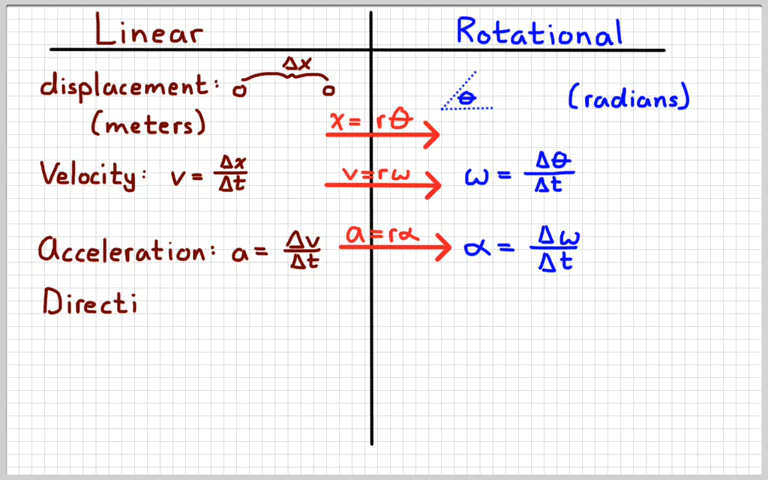 Linear Rotational
displacement: Δx θ (radians)
(meters) x = rθ
Velocity: v = Δx/Δt v=rω ω = Δθ/Δt
Acceleration: a = Δv/Δt a=rα α = Δω/Δt
Directi